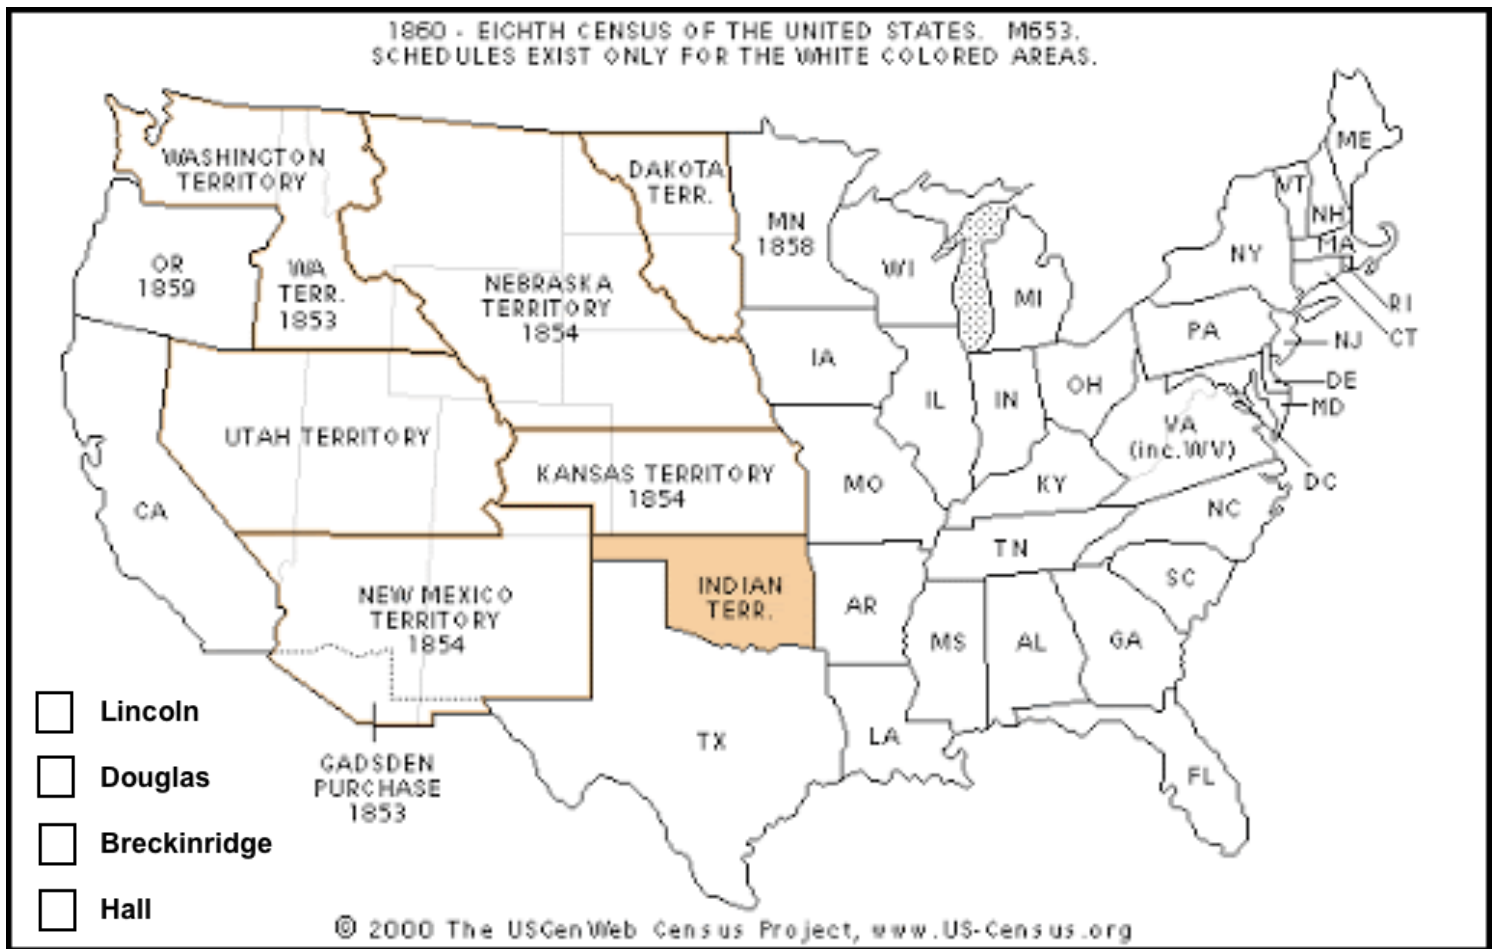 1860 - EIGHTH CENSUS OF THE UNITED STATES. M653.
SCHEDULES EXIST ONLY FOR THE WHITE COLORED AREAS.
WASHINGTON
TERRITORY
DAKOTA
TERR.
MN
1858
ME
VT
NH
MA
NY
OR
1859
WA
TERR.
1853
NEBRASKA
TERRITORY
1854
WI
MI
RI
CT
PA
NJ
IA
DE
MD
OH
IL
IN
UTAH TERRITORY
KANSAS TERRITORY
1854
VA
(inc.WV)
DC
CA
MO
KY
NC
TN
INDIAN
TERR.
NEW MEXICO
TERRITORY
1854
AR
SC
MS
AL
GA
TX
LA
FL
GADSDEN
PURCHASE
1853
Lincoln
Douglas
Breckinridge
Hall
© 2000 The USGenWeb Census Project, www.US-Census.org